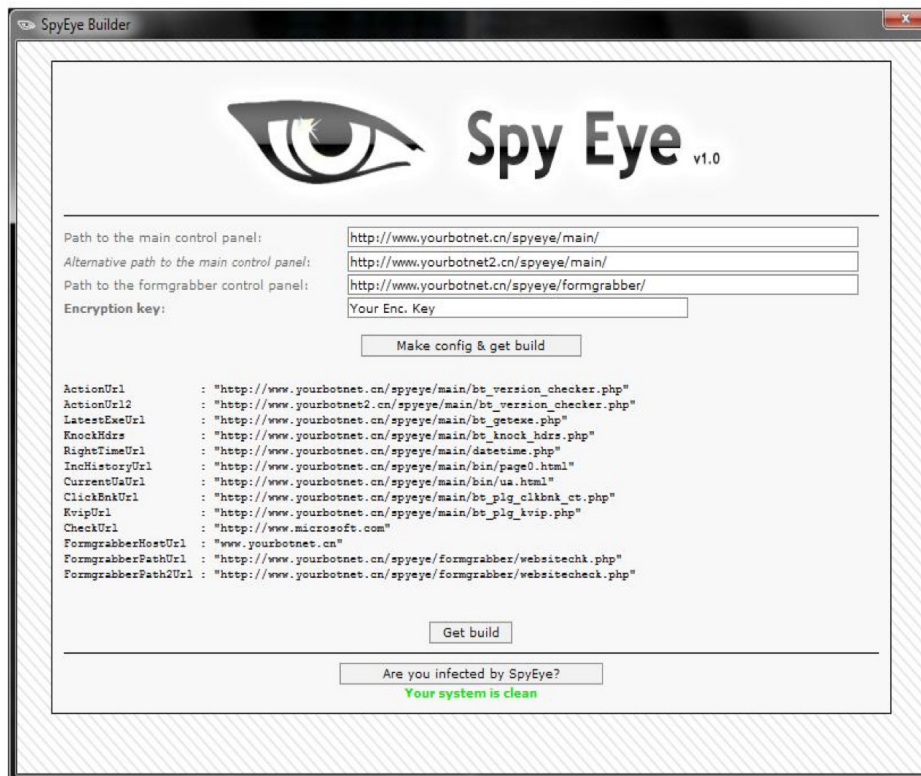 SpyEye Builder
x
Spy Eye v1.0
Path to the main control panel: http://www.yourbotnet.cn/spyeye/main/
Alternative path to the main control panel: http://www.yourbotnet2.cn/spyeye/main/
Path to the formgrabber control panel: http://www.yourbotnet.cn/spyeye/formgrabber/
Encryption key: Your Enc. Key
Make config & get build
ActionUrl : "http://www.yourbotnet.cn/spyeye/main/bt_version_checker.php"
ActionUrl2 : "http://www.yourbotnet2.cn/spyeye/main/bt_version_checker.php"
LatestExeUrl : "http://www.yourbotnet.cn/spyeye/main/bt_getexe.php"
KnockHdrs : "http://www.yourbotnet.cn/spyeye/main/bt_knock_hdrs.php"
RightTimeUrl : "http://www.yourbotnet.cn/spyeye/main/datetime.php"
IncHistoryUrl : "http://www.yourbotnet.cn/spyeye/main/bin/page0.html"
CurrentUaUrl : "http://www.yourbotnet.cn/spyeye/main/bin/ua.html"
ClickBnkUrl : "http://www.yourbotnet.cn/spyeye/main/bt_plg_clkbnk_ct.php"
KvipUrl : "http://www.yourbotnet.cn/spyeye/main/bt_plg_kvip.php"
CheckUrl : "http://www.microsoft.com"
FormgrabberHostUrl : "www.yourbotnet.cn"
FormgrabberPathUrl : "http://www.yourbotnet.cn/spyeye/formgrabber/websitechk.php"
FormgrabberPath2Url : "http://www.yourbotnet.cn/spyeye/formgrabber/websitecheck.php"
Get build
Are you infected by SpyEye?
Your system is clean